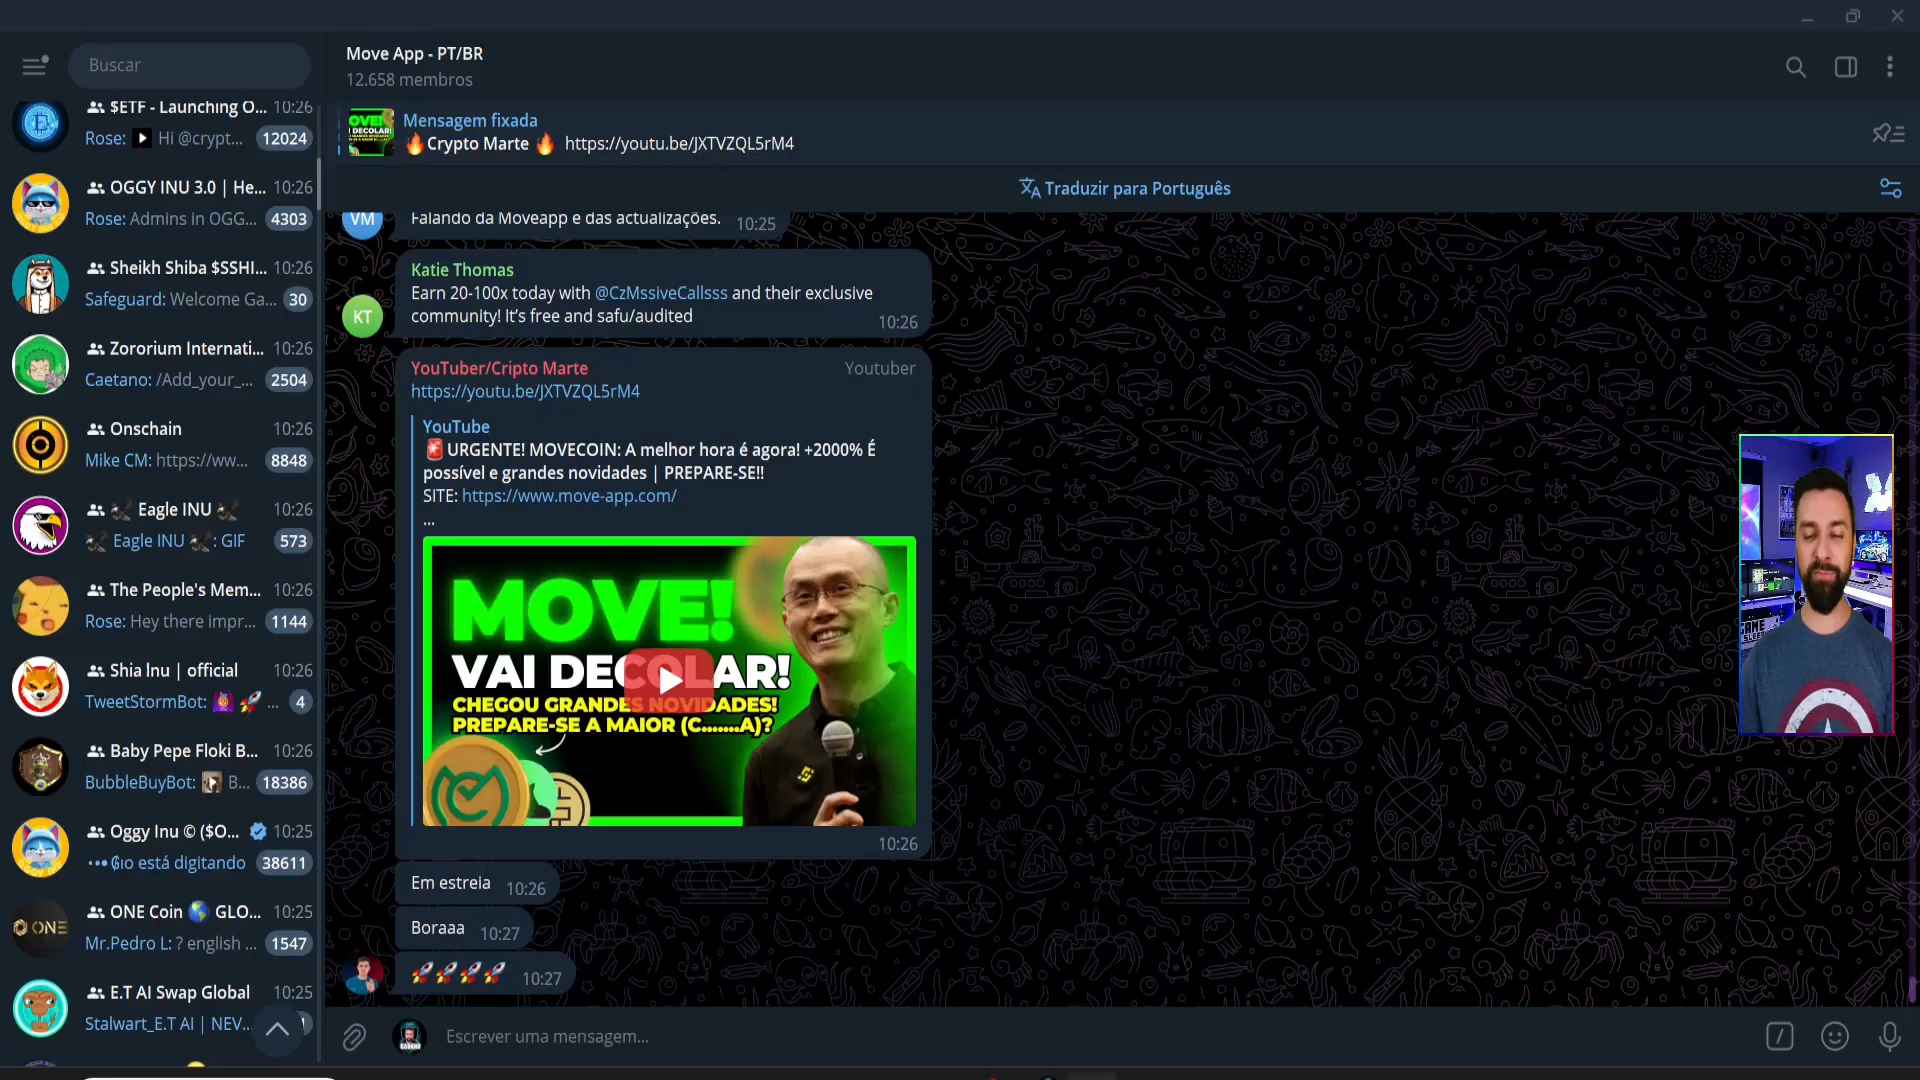 Buscar
$ETF - Launching O... 10:26
Rose: Hi @crypt... 12024
OGGY INU 3.0 | He... 10:26
Rose: Admins in OGG... 4303
Sheikh Shiba $SSHI... 10:26
Safeguard: Welcome Ga... 30
Zororium Internati... 10:26
Caetano: /Add_your_... 2504
Onschain 10:26
Mike CM: https://ww... 8848
Eagle INU 10:26
Eagle INU : GIF 573
The People's Mem... 10:26
Rose: Hey there impr... 1144
Shia lnu | official 10:26
TweetStormBot: 🚀 ... 4
Baby Pepe Floki B... 10:26
BubbleBuyBot: B... 18386
Oggy Inu © ($O... 10:25
₲ıo está digitando 38611
ONE
ONE Coin 🌎 GLO... 10:25
Mr.Pedro L: ? english ... 1547
E.T AI Swap Global 10:25
Stalwart_E.T AI | NEV...
Move App - PT/BR
12.658 membros
Mensagem fixada
🔥Crypto Marte 🔥 https://youtu.be/JXTVZQL5rM4
Traduzir para Português
VM
Falando da Moveapp e das actualizações. 10:25
Katie Thomas
Earn 20-100x today with @CzMssiveCallsss and their exclusive
community! It's free and safu/audited 10:26
KT
YouTuber/Cripto Marte Youtuber
https://youtu.be/JXTVZQL5rM4
YouTube
🚨URGENTE! MOVECOIN: A melhor hora é agora! +2000% É
possível e grandes novidades | PREPARE-SE!!
SITE: https://www.move-app.com/
...
MOVE!
VAI DECOLAR!
CHEGOU GRANDES NOVIDADES!
PREPARE-SE A MAIOR (C.......A)?
10:26
Em estreia 10:26
Boraaa 10:27
🚀🚀🚀🚀 10:27
Escrever uma mensagem...